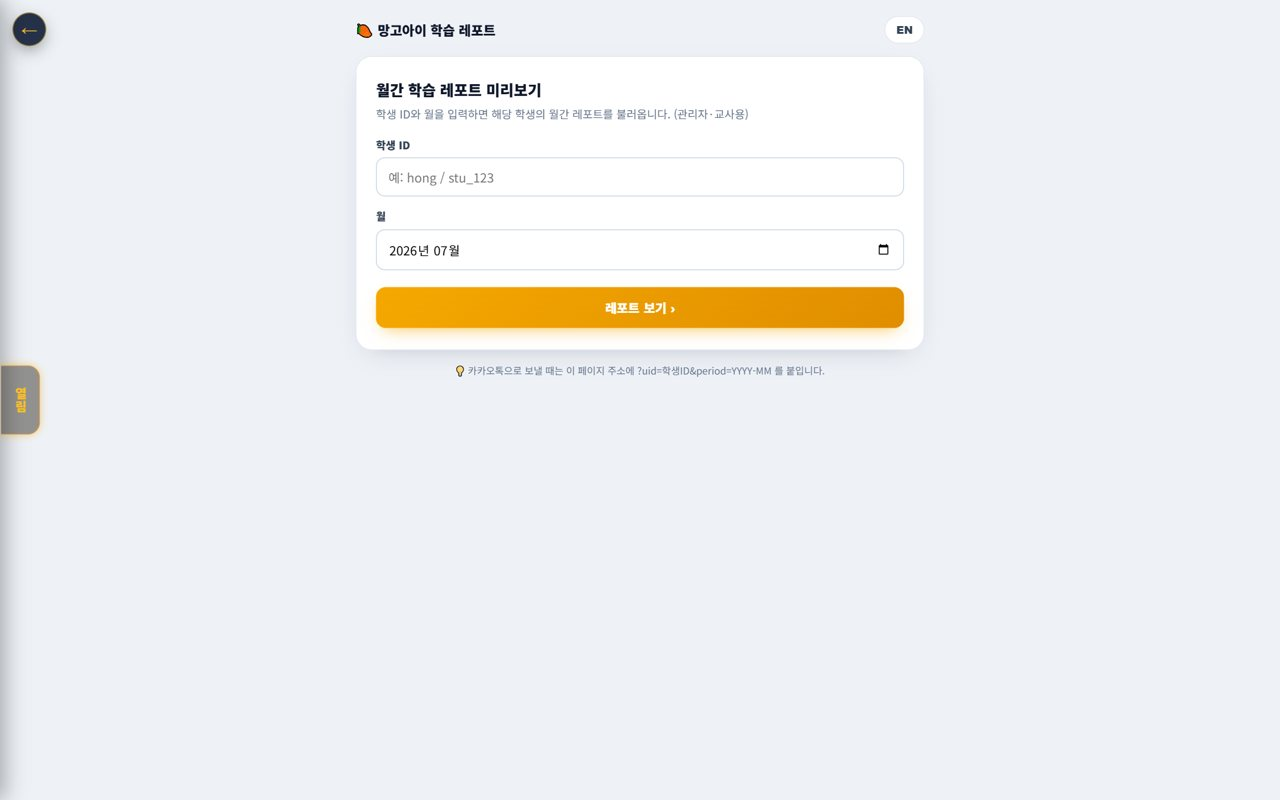 ←
망고아이 학습 레포트
EN
월간 학습 레포트 미리보기
학생 ID와 월을 입력하면 해당 학생의 월간 레포트를 불러옵니다. (관리자·교사용)
학생 ID
예: hong / stu_123
월
2026년 07월
레포트 보기 ›
카카오톡으로 보낼 때는 이 페이지 주소에 ?uid=학생ID&period=YYYY-MM 를 붙입니다.
열림